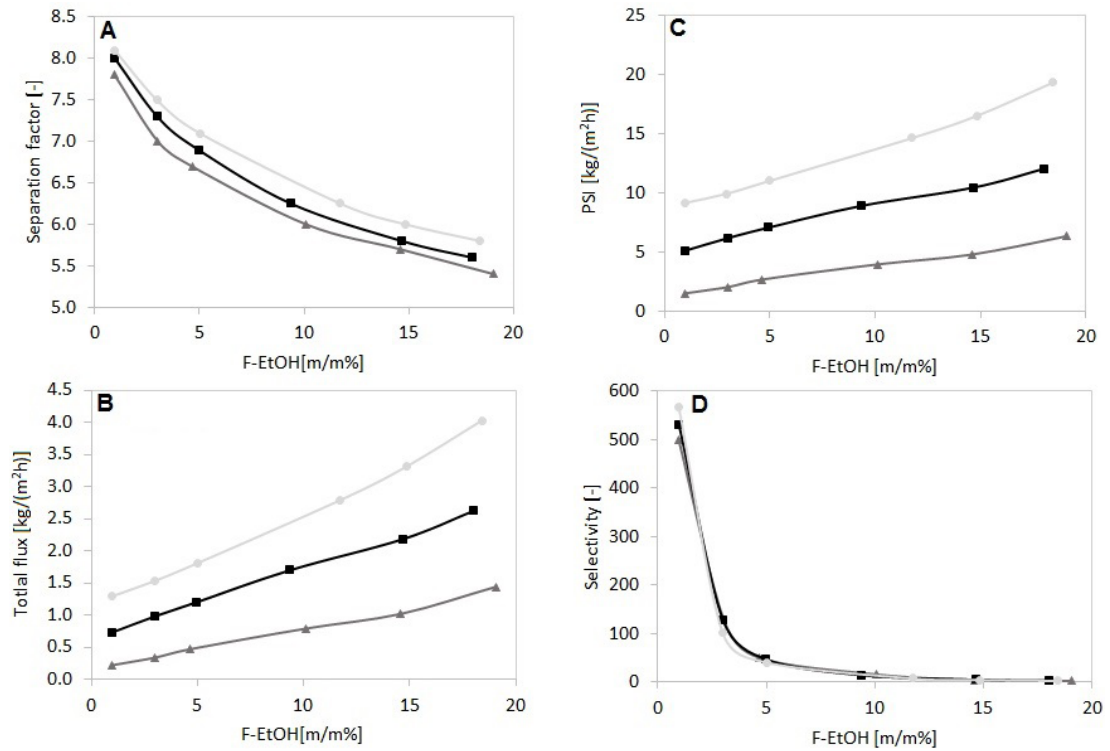 A
8.5
8.0
7.5
7.0
6.5
6.0
5.5
5.0
Separation factor [-]
0 5 10 15 20
F-EtOH[m/m%]
C
25
20
15
10
5
0
PSI [kg/(m²h)]
0 5 10 15 20
F-EtOH [m/m%]
B
4.5
4.0
3.5
3.0
2.5
2.0
1.5
1.0
0.5
0.0
Totlal flux [kg/(m²h)]
0 5 10 15 20
F-EtOH[m/m%]
D
600
500
400
300
200
100
0
Selectivity [-]
0 5 10 15 20
F-EtOH [m/m%]